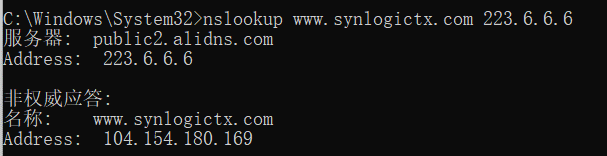 C:\Windows\System32>nslookup www.synlogictx.com 223.6.6.6
服务器:  public2.alidns.com
Address:  223.6.6.6
非权威应答:
名称:    www.synlogictx.com
Address:  104.154.180.169